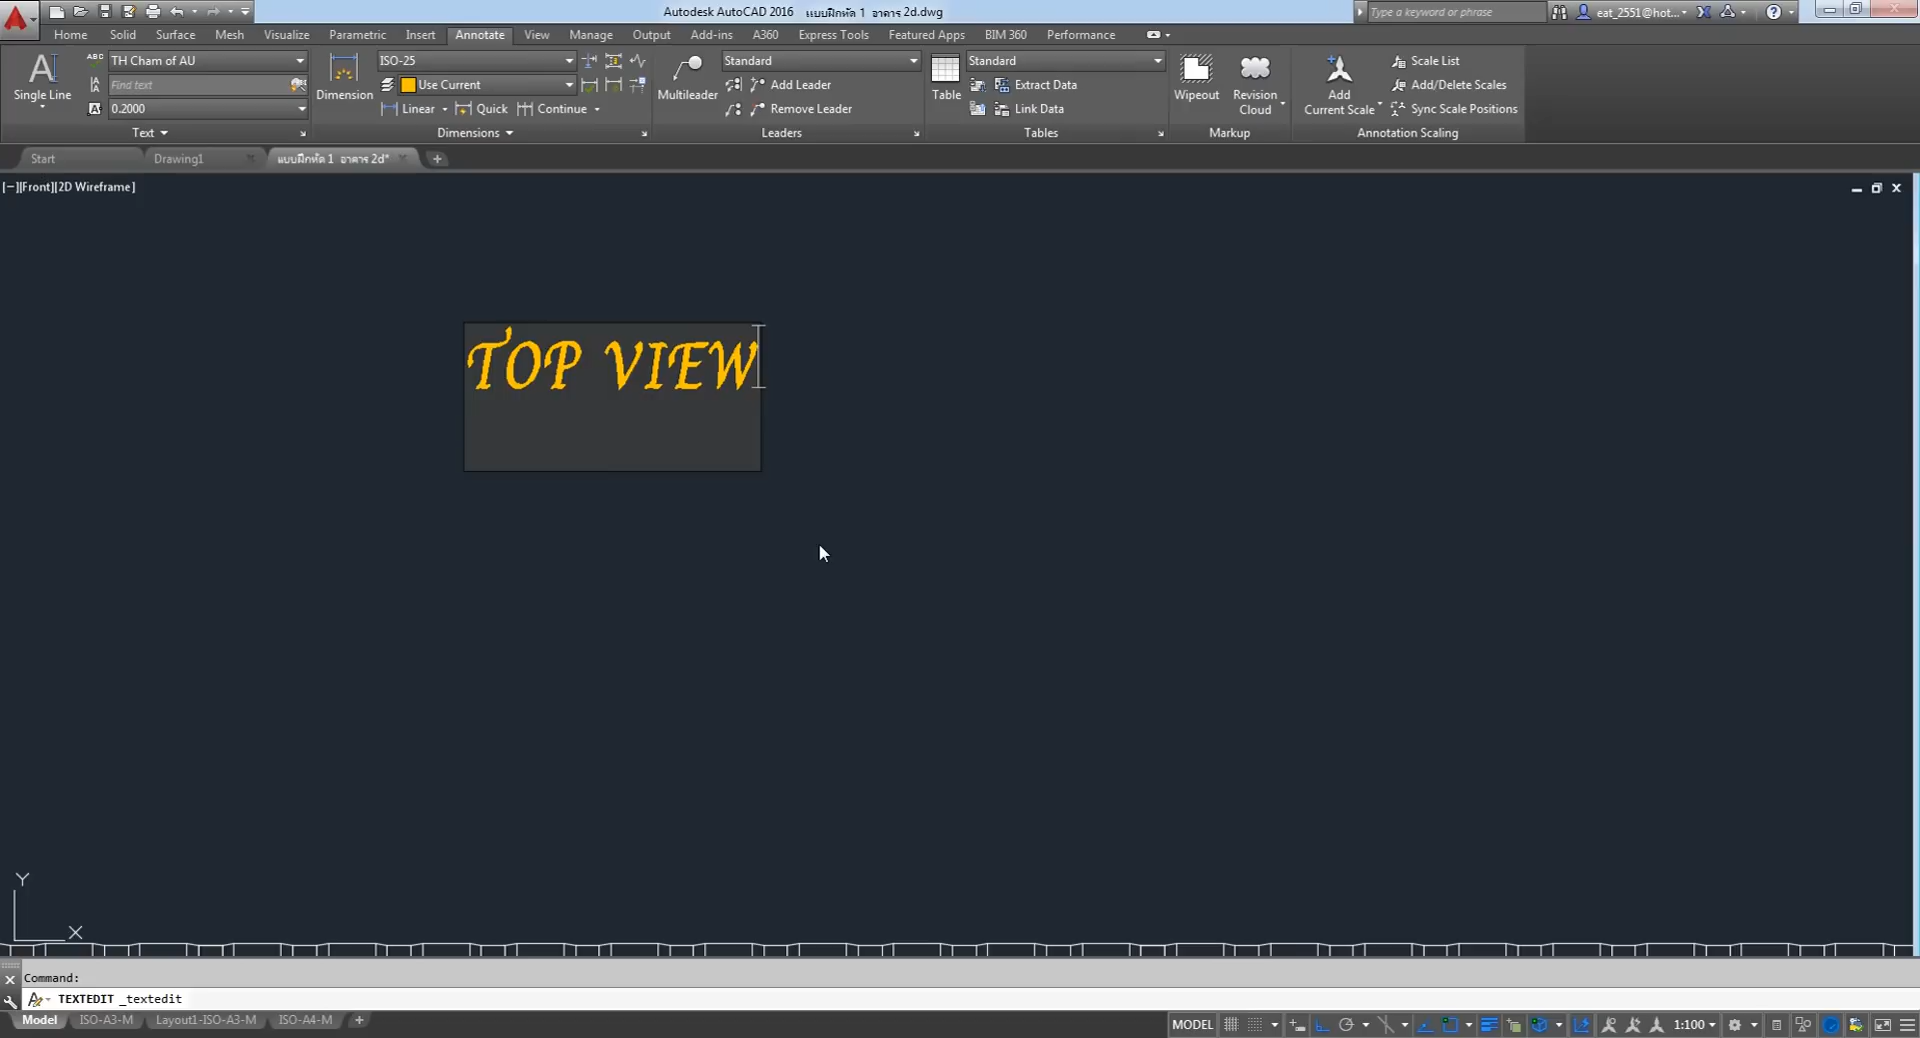 Autodesk AutoCAD 2016 แบบฝึกหัด 1 อาคาร 2d.dwg
Type a keyword or phrase
eat_2551@hot...
Home Solid Surface Mesh Visualize Parametric Insert Annotate View Manage Output Add-ins A360 Express Tools Featured Apps BIM 360 Performance
Single Line
ABC
TH Cham of AU
Find text
0.2000
Text
Dimension
ISO-25
Use Current
Linear Quick Continue
Dimensions
Multileader
Standard
Add Leader
Remove Leader
Leaders
Table
Standard
Extract Data
Link Data
Tables
Wipeout
Revision
Cloud
Markup
Add
Current Scale
Scale List
Add/Delete Scales
Sync Scale Positions
Annotation Scaling
Start Drawing1 แบบฝึกหัด 1 อาคาร 2d*
[−][Front][2D Wireframe]
TOP VIEW
Y
X
Command:
TEXTEDIT _textedit
Model ISO-A3-M Layout1-ISO-A3-M ISO-A4-M
MODEL 1:100